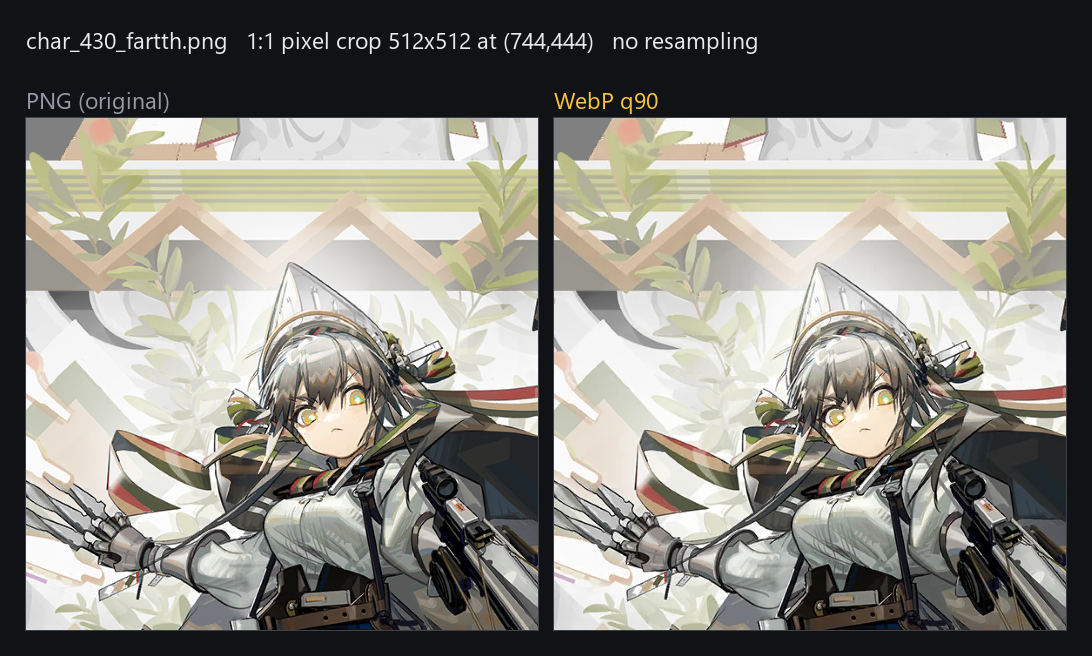 char_430_fartth.png   1:1 pixel crop 512x512 at (744,444)   no resampling
PNG (original)
WebP q90